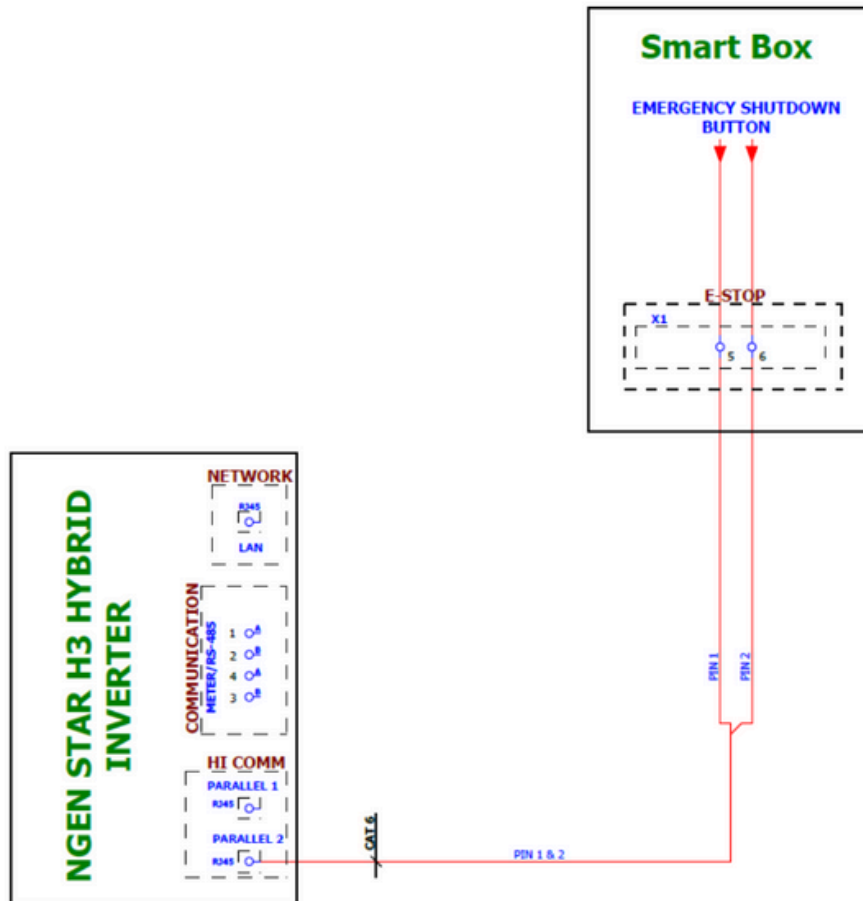 Smart Box
EMERGENCY SHUTDOWN
BUTTON
E-STOP
X1
5 6
NGEN STAR H3 HYBRID
INVERTER
NETWORK
RJ45
LAN
COMMUNICATION
METER/RS-485
1 A
2 B
4 A
3 B
HI COMM
PARALLEL 1
RJ45
PARALLEL 2
RJ45
CAT 6
PIN 1 & 2
PIN 1
PIN 2